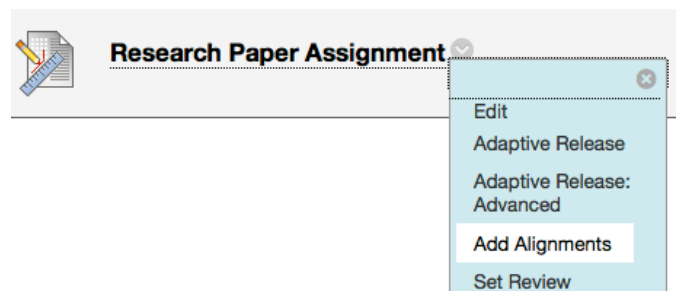 Research Paper Assignment
Edit
Adaptive Release
Adaptive Release:
Advanced
Add Alignments
Set Review